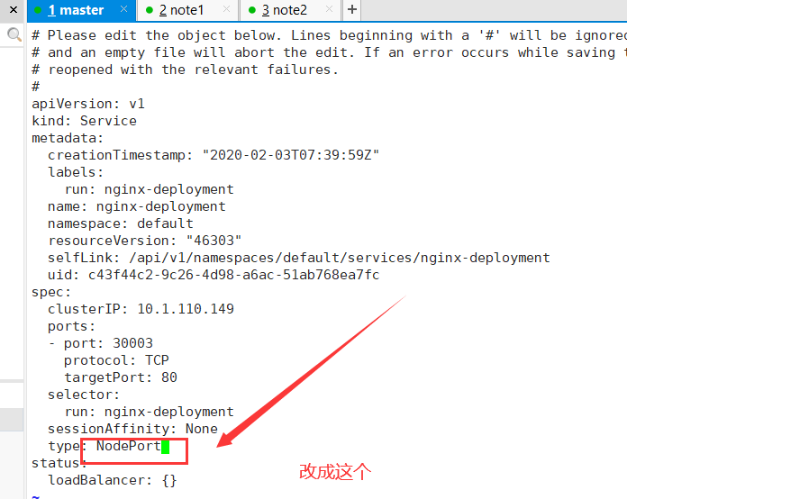 1 master × 2 note1 × 3 note2 × +
# Please edit the object below. Lines beginning with a '#' will be ignored
# and an empty file will abort the edit. If an error occurs while saving t
# reopened with the relevant failures.
#
apiVersion: v1
kind: Service
metadata:
  creationTimestamp: "2020-02-03T07:39:59Z"
  labels:
    run: nginx-deployment
  name: nginx-deployment
  namespace: default
  resourceVersion: "46303"
  selfLink: /api/v1/namespaces/default/services/nginx-deployment
  uid: c43f44c2-9c26-4d98-a6ac-51ab768ea7fc
spec:
  clusterIP: 10.1.110.149
  ports:
  - port: 30003
    protocol: TCP
    targetPort: 80
  selector:
    run: nginx-deployment
  sessionAffinity: None
  type: NodePort
status:
  loadBalancer: {}
~
改成这个